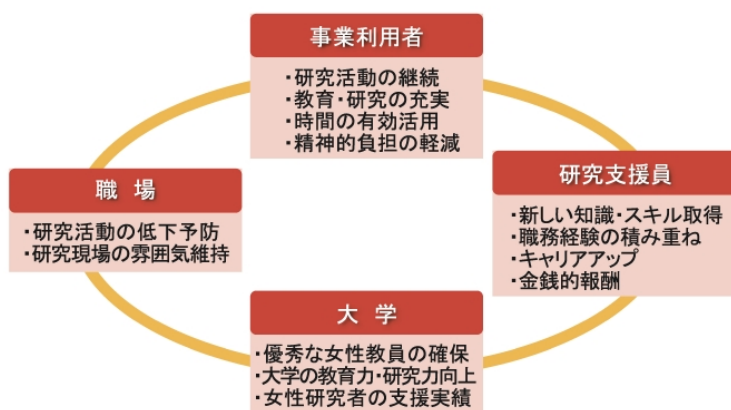 事業利用者
・研究活動の継続
・教育・研究の充実
・時間の有効活用
・精神的負担の軽減
職 場
・研究活動の低下予防
・研究現場の雰囲気維持
研究支援員
・新しい知識・スキル取得
・職務経験の積み重ね
・キャリアアップ
・金銭的報酬
大 学
・優秀な女性教員の確保
・大学の教育力・研究力向上
・女性研究者の支援実績